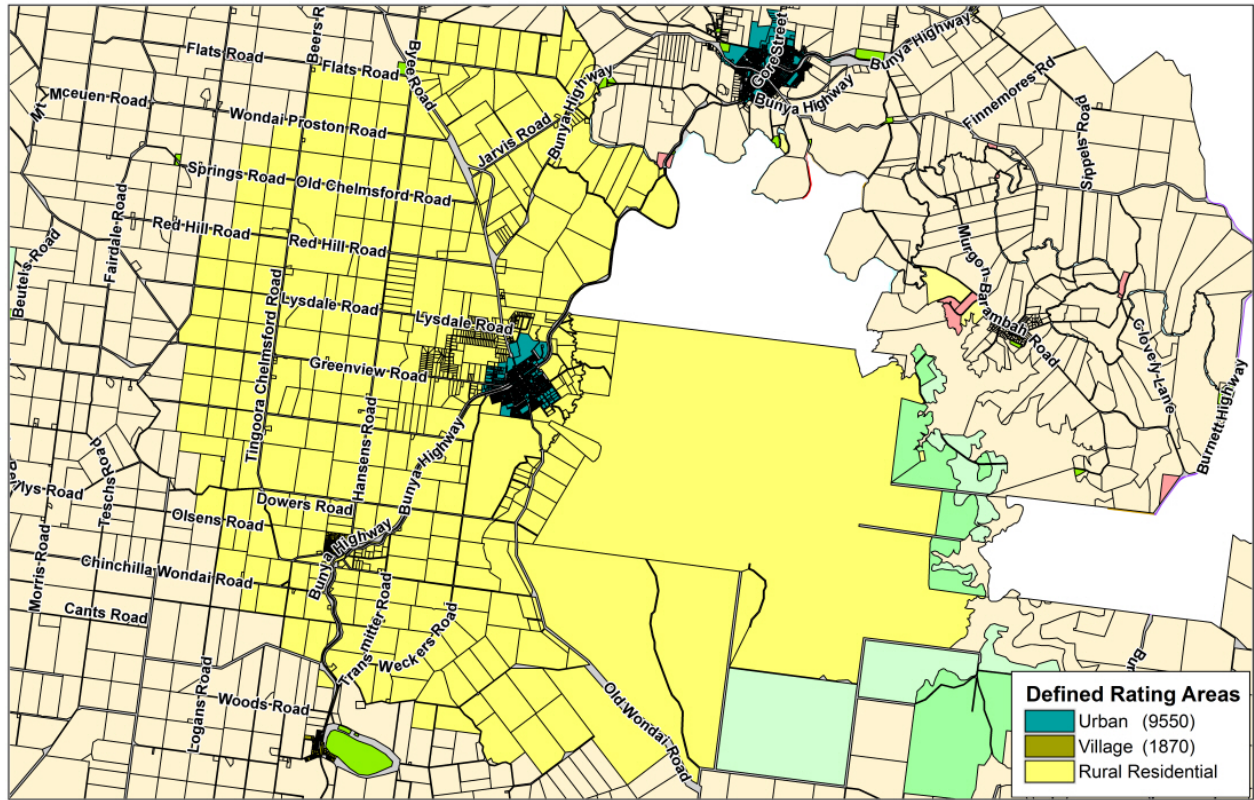 Beers R
Flats Road
Flats Road
Byee Road
Bunya Highway
Gore Street
Bunya Highway
Bunya Highway
Mt
Mceuen Road
Wondai Proston Road
Jarvis Road
Finnemores Rd
Sippels Road
Springs Road
Old Chelmsford Road
Fairdale Road
Red Hill Road
Red Hill Road
Beutels Road
Tingoora Chelmsford Road
Lysdale Road
Lysdale Road
Murgon-Barambah Road
Clovely Lane
Burnett Highway
Greenview Road
Hansens Road
Bunya Highway
Teschs Road
lys Road
Dowers Road
Olsens Road
Bunya Highway
Morris Road
Chinchilla Wondai Road
Cants Road
Transmitter Road
Weckers Road
Logans Road
Woods Road
Old Wondai Road
Bu
Defined Rating Areas
Urban (9550)
Village (1870)
Rural Residential